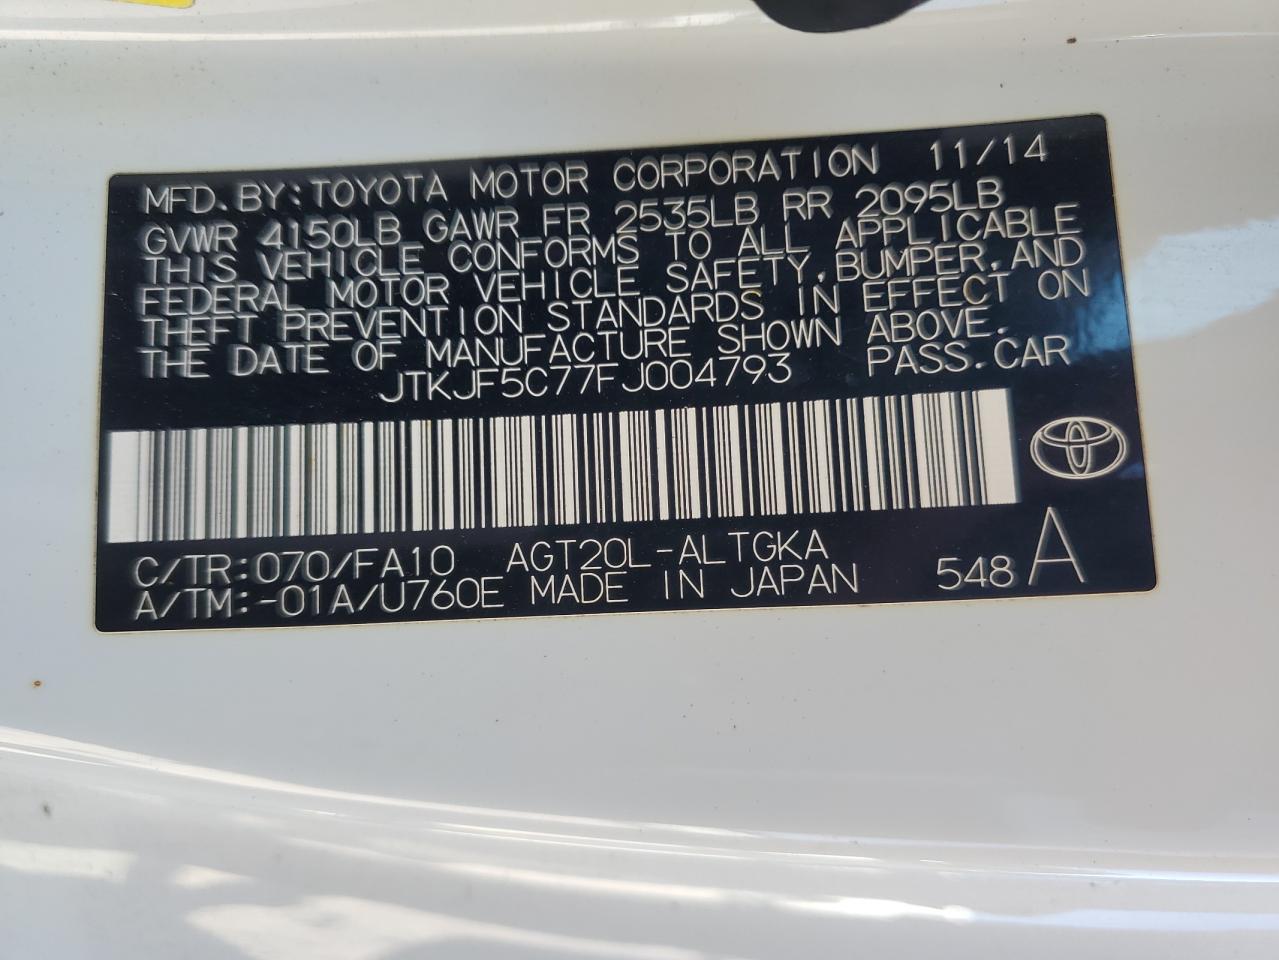 MFD. BY: TOYOTA MOTOR CORPORATION 11/14
GVWR 4150LB GAWR FR 2535LB RR 2095LB
THIS VEHICLE CONFORMS TO ALL APPLICABLE
FEDERAL MOTOR VEHICLE SAFETY, BUMPER, AND
THEFT PREVENTION STANDARDS IN EFFECT ON
THE DATE OF MANUFACTURE SHOWN ABOVE.
JTKJF5C77FJ004793 PASS. CAR
C/TR: 070/FA10 AGT20L-ALTGKA
A/TM: -01A/U760E MADE IN JAPAN 548 A